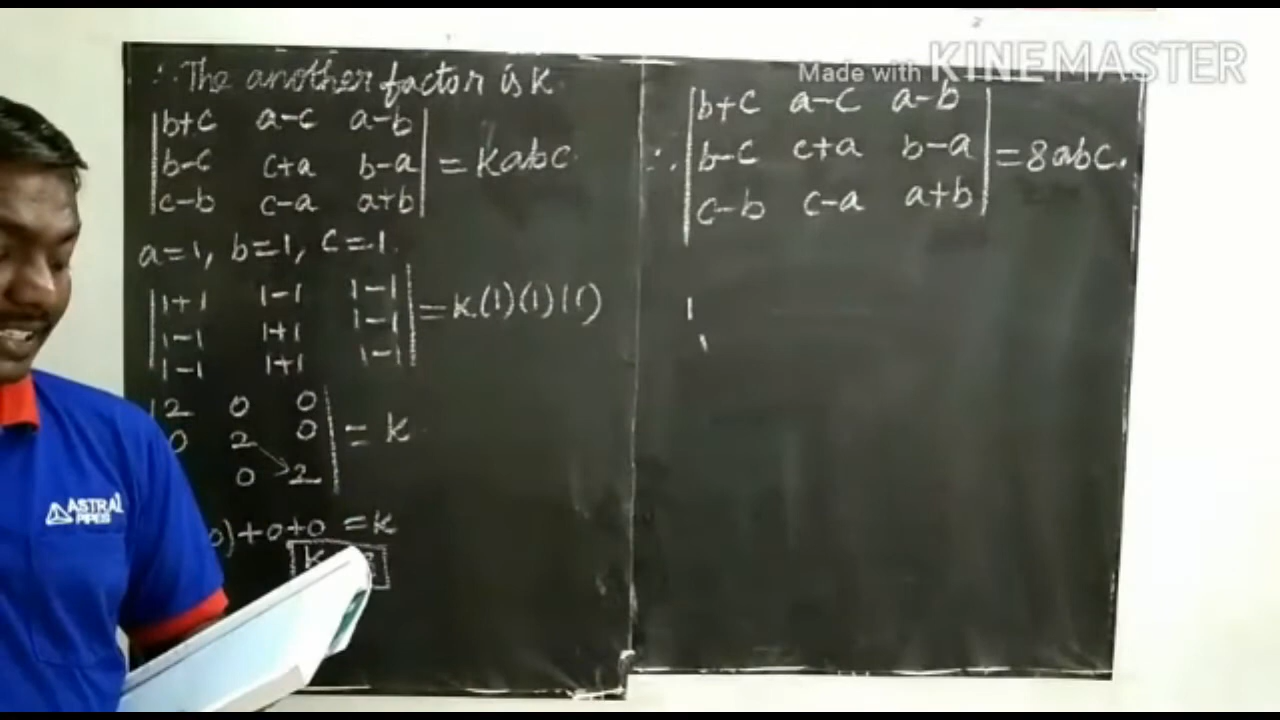 Made with KINEMASTER
∴ The another factor is k
|b+c a-c a-b|
|b-c c+a b-a| = kabc
|c-b c-a a+b|
a=1, b=1, c=1.
|1+1 1-1 1-1|
|1-1 1+1 1-1| = k(1)(1)(1)
|1-1 1+1 1-1|
|2 0 0|
0 2 0| = k
0 2|
0)+0+0 = k
k
|b+c a-c a-b|
∴ |b-c c+a b-a| = 8abc.
|c-b c-a a+b|
ASTRAL
PIPES